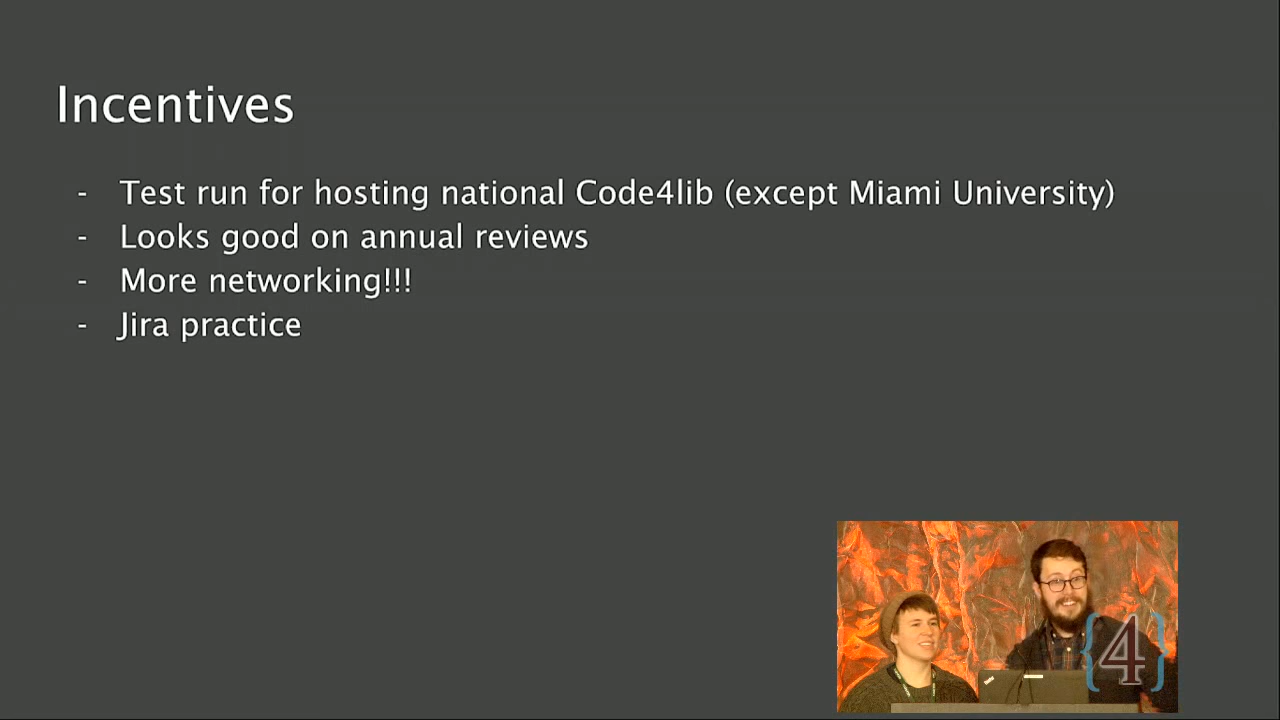 Incentives
- Test run for hosting national Code4lib (except Miami University)
- Looks good on annual reviews
- More networking!!!
- Jira practice
{4}